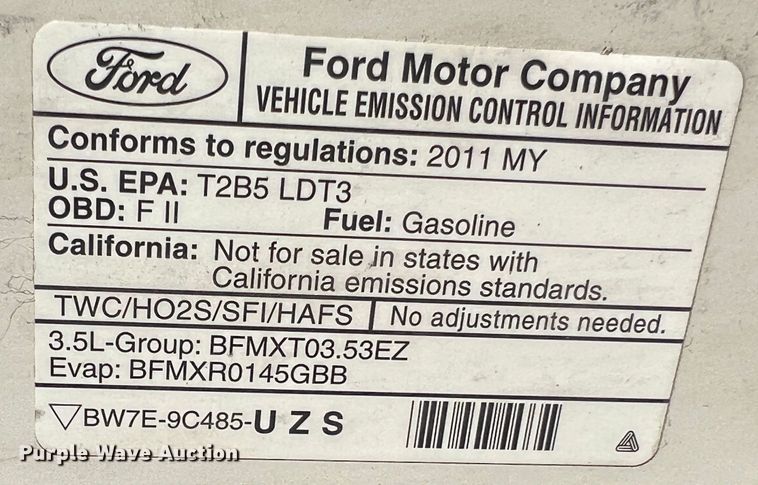 Ford
Ford Motor Company
VEHICLE EMISSION CONTROL INFORMATION
Conforms to regulations: 2011 MY
U.S. EPA: T2B5 LDT3
OBD: F II Fuel: Gasoline
California: Not for sale in states with
California emissions standards.
TWC/HO2S/SFI/HAFS No adjustments needed.
3.5L-Group: BFMXT03.53EZ
Evap: BFMXR0145GBB
BW7E-9C485-U Z S
Purple Wave Auction